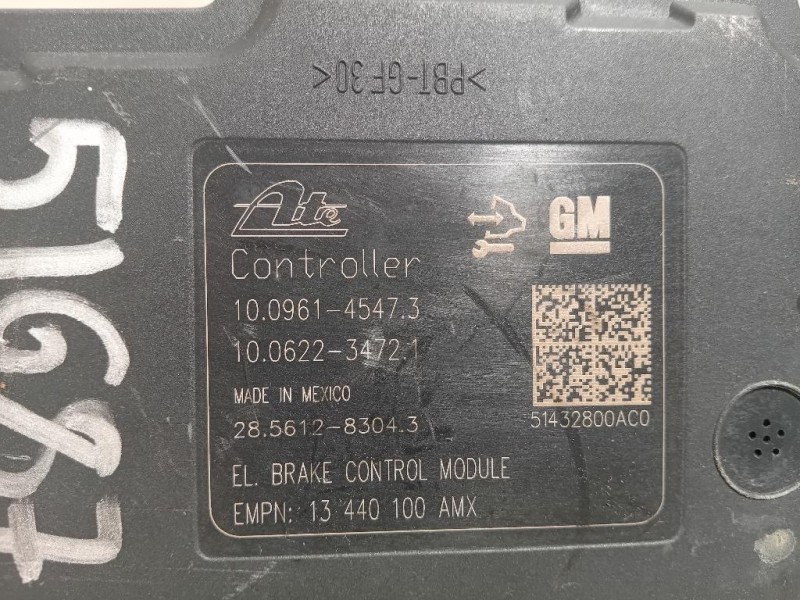 >PBT-GF30<
Ate
GM
Controller
10.0961-4547.3
10.0622-3472.1
MADE IN MEXICO
28.5612-8304.3
51432800AC0
EL. BRAKE CONTROL MODULE
EMPN: 13 440 100 AMX